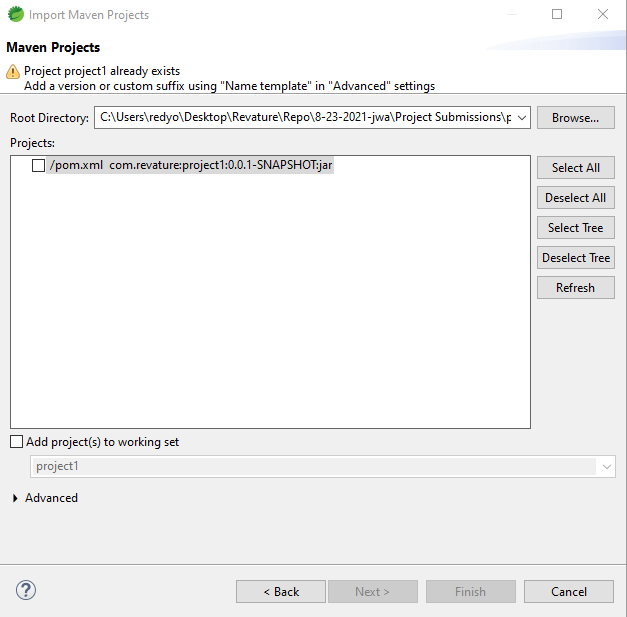 Import Maven Projects
Maven Projects
Project project1 already exists
Add a version or custom suffix using "Name template" in "Advanced" settings
Root Directory: C:\Users\redyo\Desktop\Revature\Repo\8-23-2021-jwa\Project Submissions\p Browse...
Projects:
/pom.xml com.revature:project1:0.0.1-SNAPSHOT:jar
Select All
Deselect All
Select Tree
Deselect Tree
Refresh
Add project(s) to working set
project1
Advanced
? < Back Next > Finish Cancel